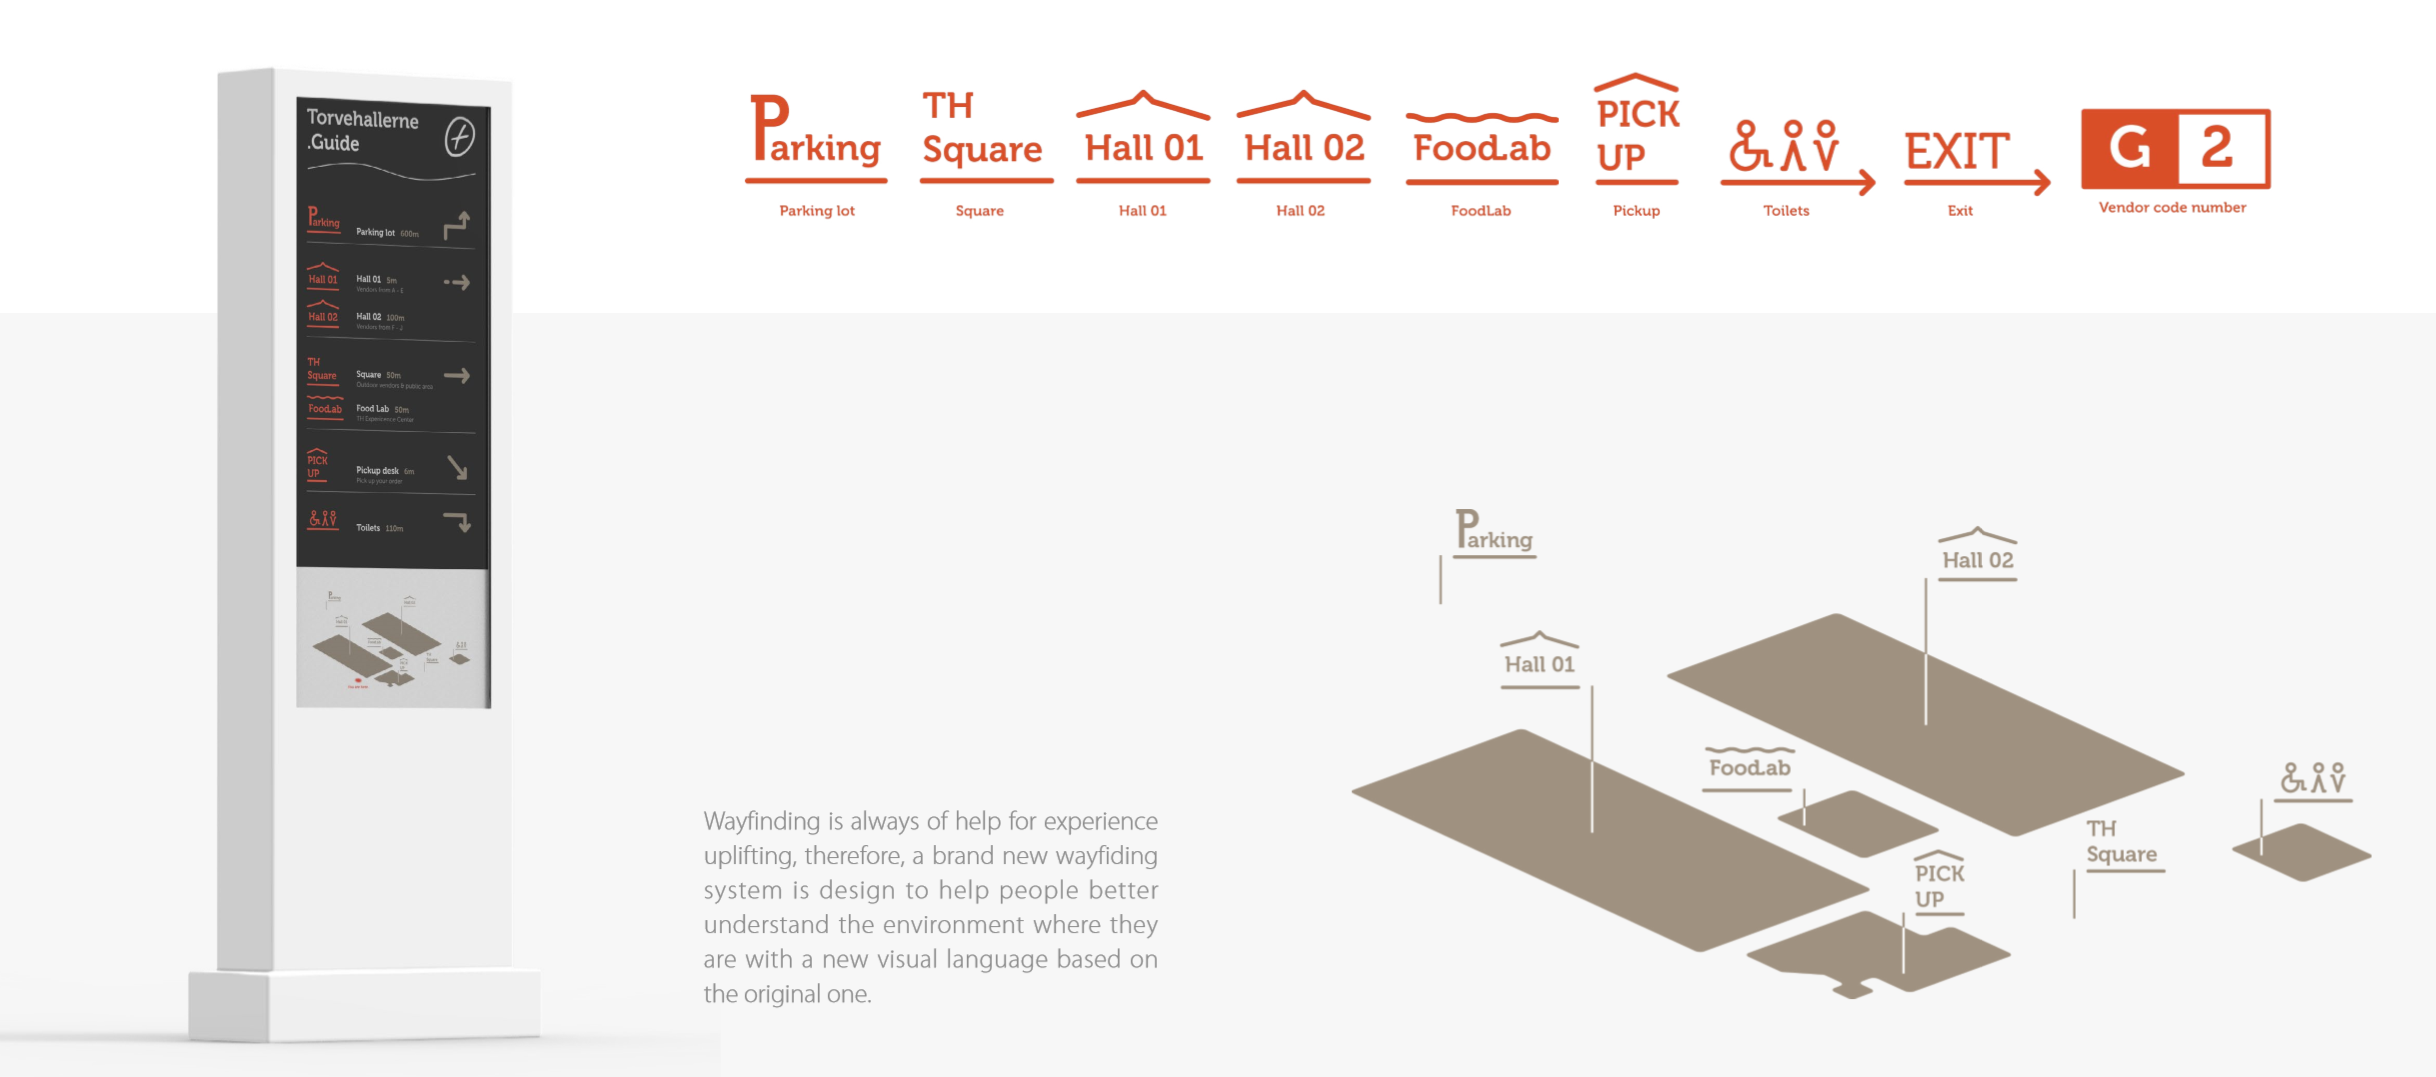 Torvehallerne
.Guide
Parking
Parking lot 600m
Hall 01
Hall 01 5m
Vendors from A - E
Hall 02
Hall 02 100m
Vendors from F - J
TH
Square
Square 50m
Outdoor vendors & public area
FoodLab
Food Lab 50m
TH Experience Center
PICK
UP
Pickup desk 6m
Pick up your order
Toilets 110m
Parking
TH
Square
Hall 01
Hall 02
FoodLab
PICK
UP
EXIT
G 2
Parking lot
Square
Hall 01
Hall 02
FoodLab
Pickup
Toilets
Exit
Vendor code number
Wayfinding is always of help for experience
uplifting, therefore, a brand new wayfiding
system is design to help people better
understand the environment where they
are with a new visual language based on
the original one.
Parking
Hall 02
Hall 01
FoodLab
TH
Square
PICK
UP